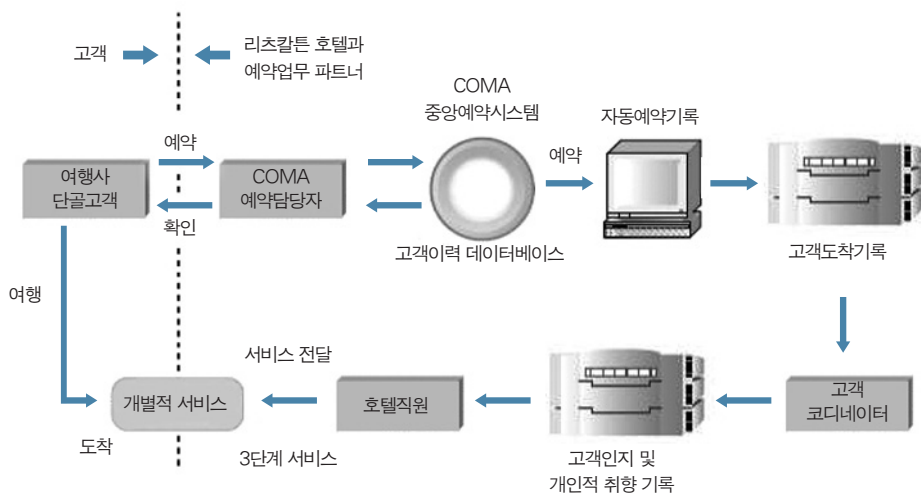 고객
리츠칼튼 호텔과
예약업무 파트너
COMA
중앙예약시스템
자동예약기록
예약
예약
여행사
단골고객
COMA
예약담당자
확인
고객이력 데이터베이스
고객도착기록
여행
서비스 전달
개별적 서비스
호텔직원
고객
코디네이터
도착
3단계 서비스
고객인지 및
개인적 취향 기록